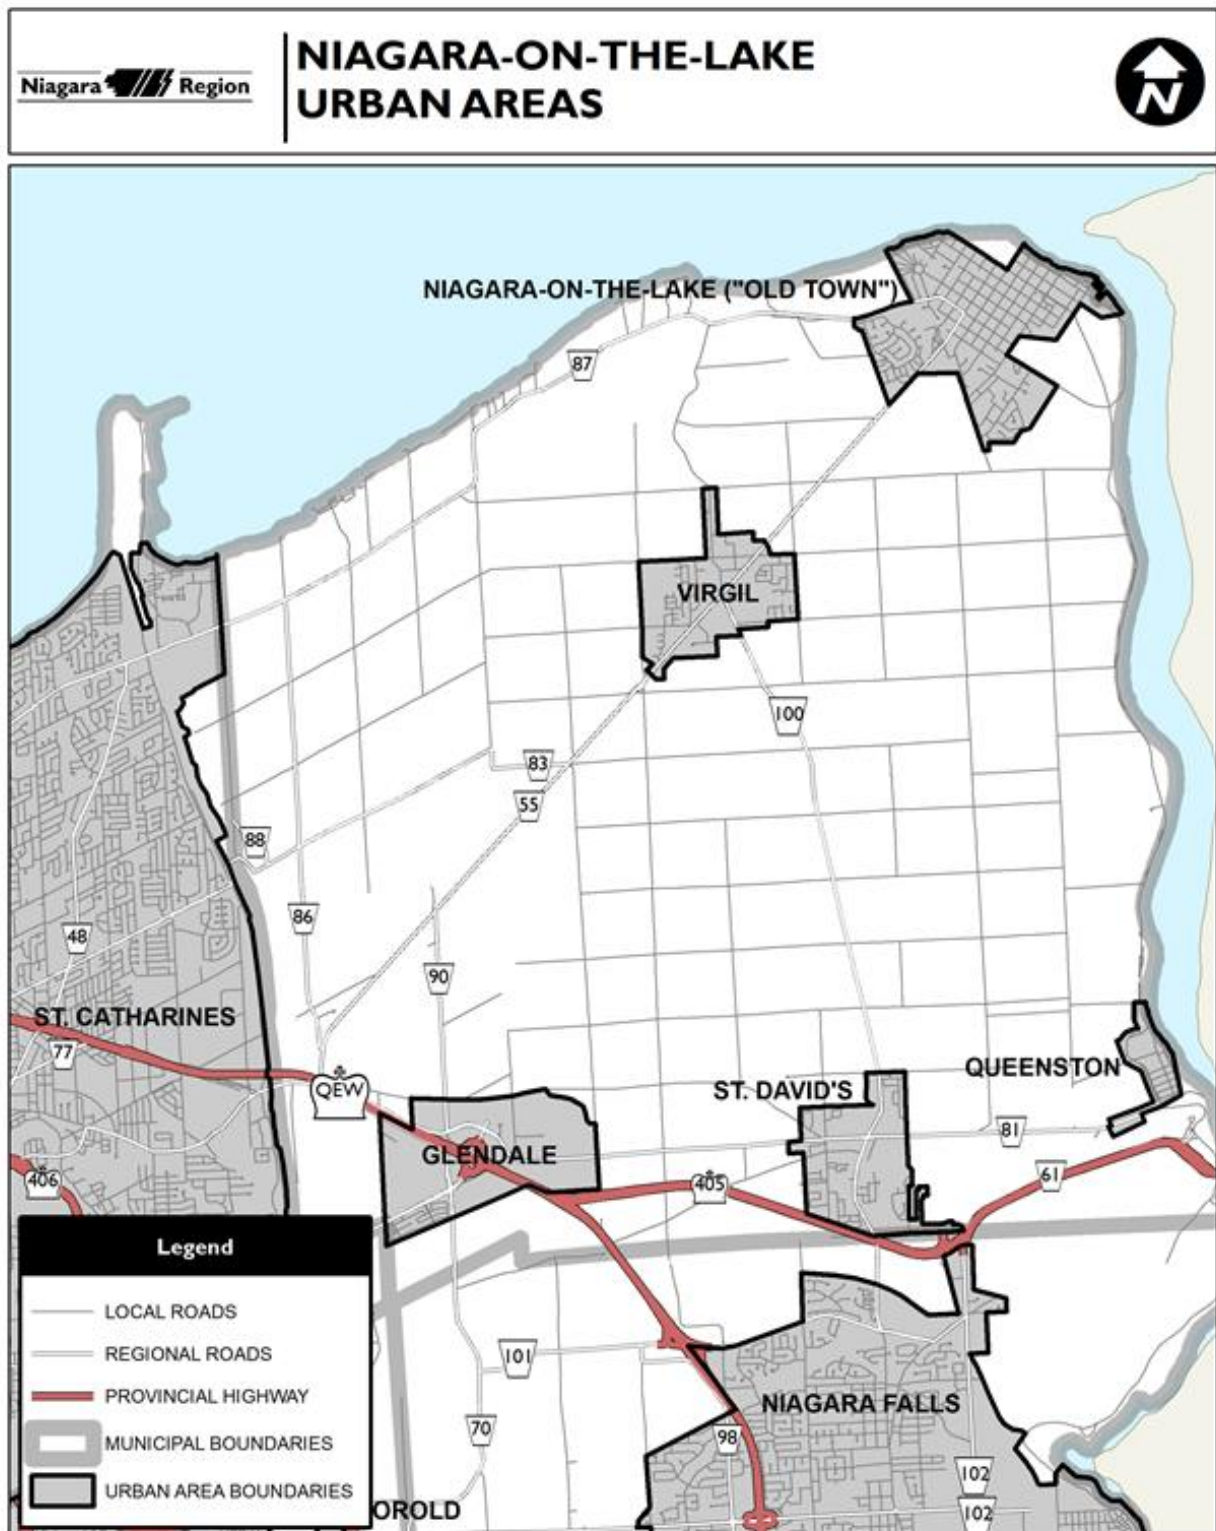 Niagara Region
NIAGARA-ON-THE-LAKE
URBAN AREAS
N
NIAGARA-ON-THE-LAKE ("OLD TOWN")
87
VIRGIL
100
83
55
88
86
48
90
ST. CATHARINES
77
QEW
QUEENSTON
ST. DAVID'S
81
GLENDALE
406
405
61
Legend
LOCAL ROADS
REGIONAL ROADS
PROVINCIAL HIGHWAY
MUNICIPAL BOUNDARIES
URBAN AREA BOUNDARIES
101
NIAGARA FALLS
70
98
102
102
OROLD